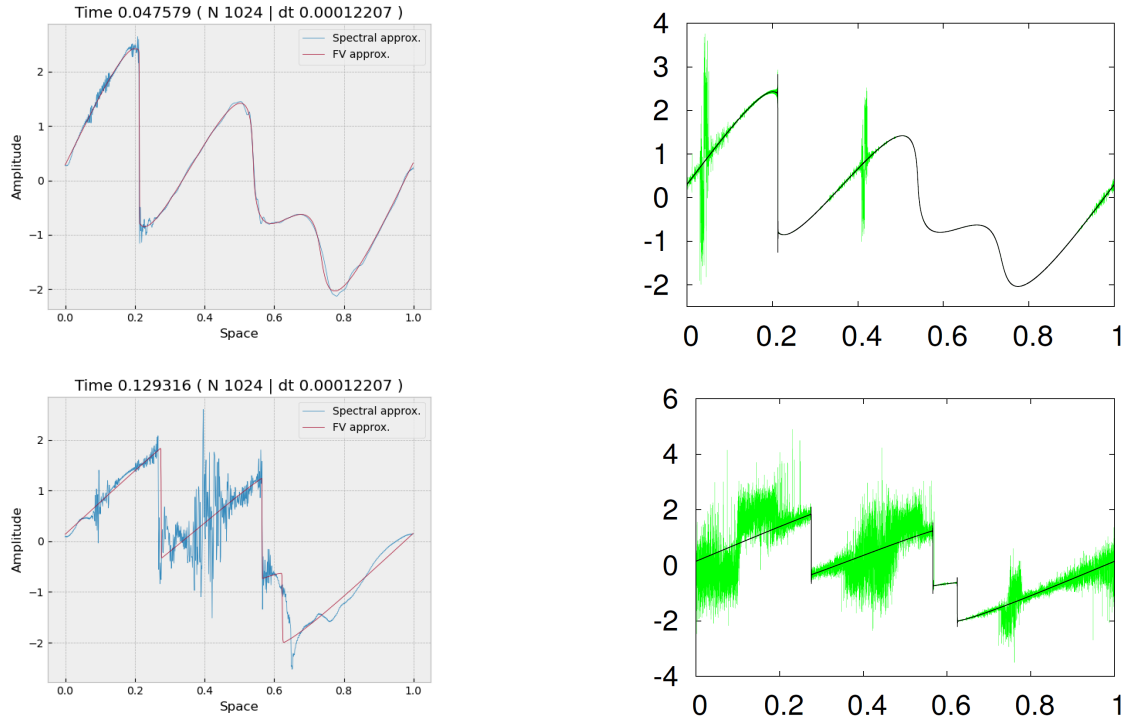 Time 0.047579 ( N 1024 | dt 0.00012207 )
Spectral approx.
FV approx.
2
1
0
−1
−2
Amplitude
0.0 0.2 0.4 0.6 0.8 1.0
Space
4
3
2
1
0
-1
-2
0 0.2 0.4 0.6 0.8 1
Time 0.129316 ( N 1024 | dt 0.00012207 )
Spectral approx.
FV approx.
2
1
0
−1
−2
Amplitude
0.0 0.2 0.4 0.6 0.8 1.0
Space
6
4
2
0
-2
-4
0 0.2 0.4 0.6 0.8 1